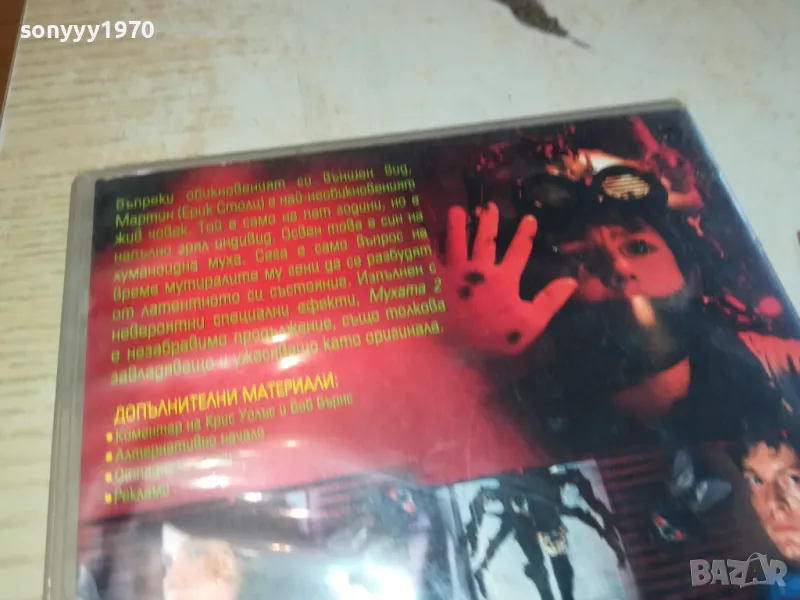 sonyyy1970
Въпреки обикновеният си външен вид,
Мартин (Ерик Столц) е най-необикновеният
жив човек. Той е само на пет години, но е
напълно зрял индивид. Освен това е син на
хуманоидна муха. Сега е само въпрос на
време мутиралите му гени да се разбудят
от латентното си състояние. Изпълнен с
невероятни специални ефекти, Мухата 2
е незабравимо продължение, също толкова
завладяващо и ужасяващо като оригинала.
ДОПЪЛНИТЕЛНИ МАТЕРИАЛИ:
• Коментар на Крис Уолъс и Боб Бърнс
• Алтернативно начало
• Реклами
BAZAR